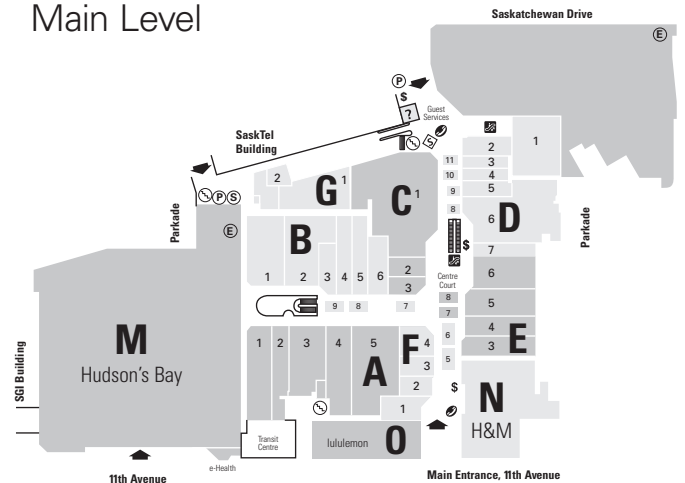 Main Level
Saskatchewan Drive
E
P
$
?
Guest
Services
$
SaskTel
Building
P S
Parkade
E
2
G
1
C
1
11
10
9
8
1
2
3
4
5
6
D
7
$
Parkade
B
1
2
3
4
5
6
2
3
Centre
Court
8
7
6
5
9
8
7
6
5
4
3
E
M
Hudson's Bay
SGI Building
1
2
3
4
5
A
F
4
3
2
1
$
N
H&M
lululemon
O
Transit
Centre
e-Health
11th Avenue
Main Entrance, 11th Avenue